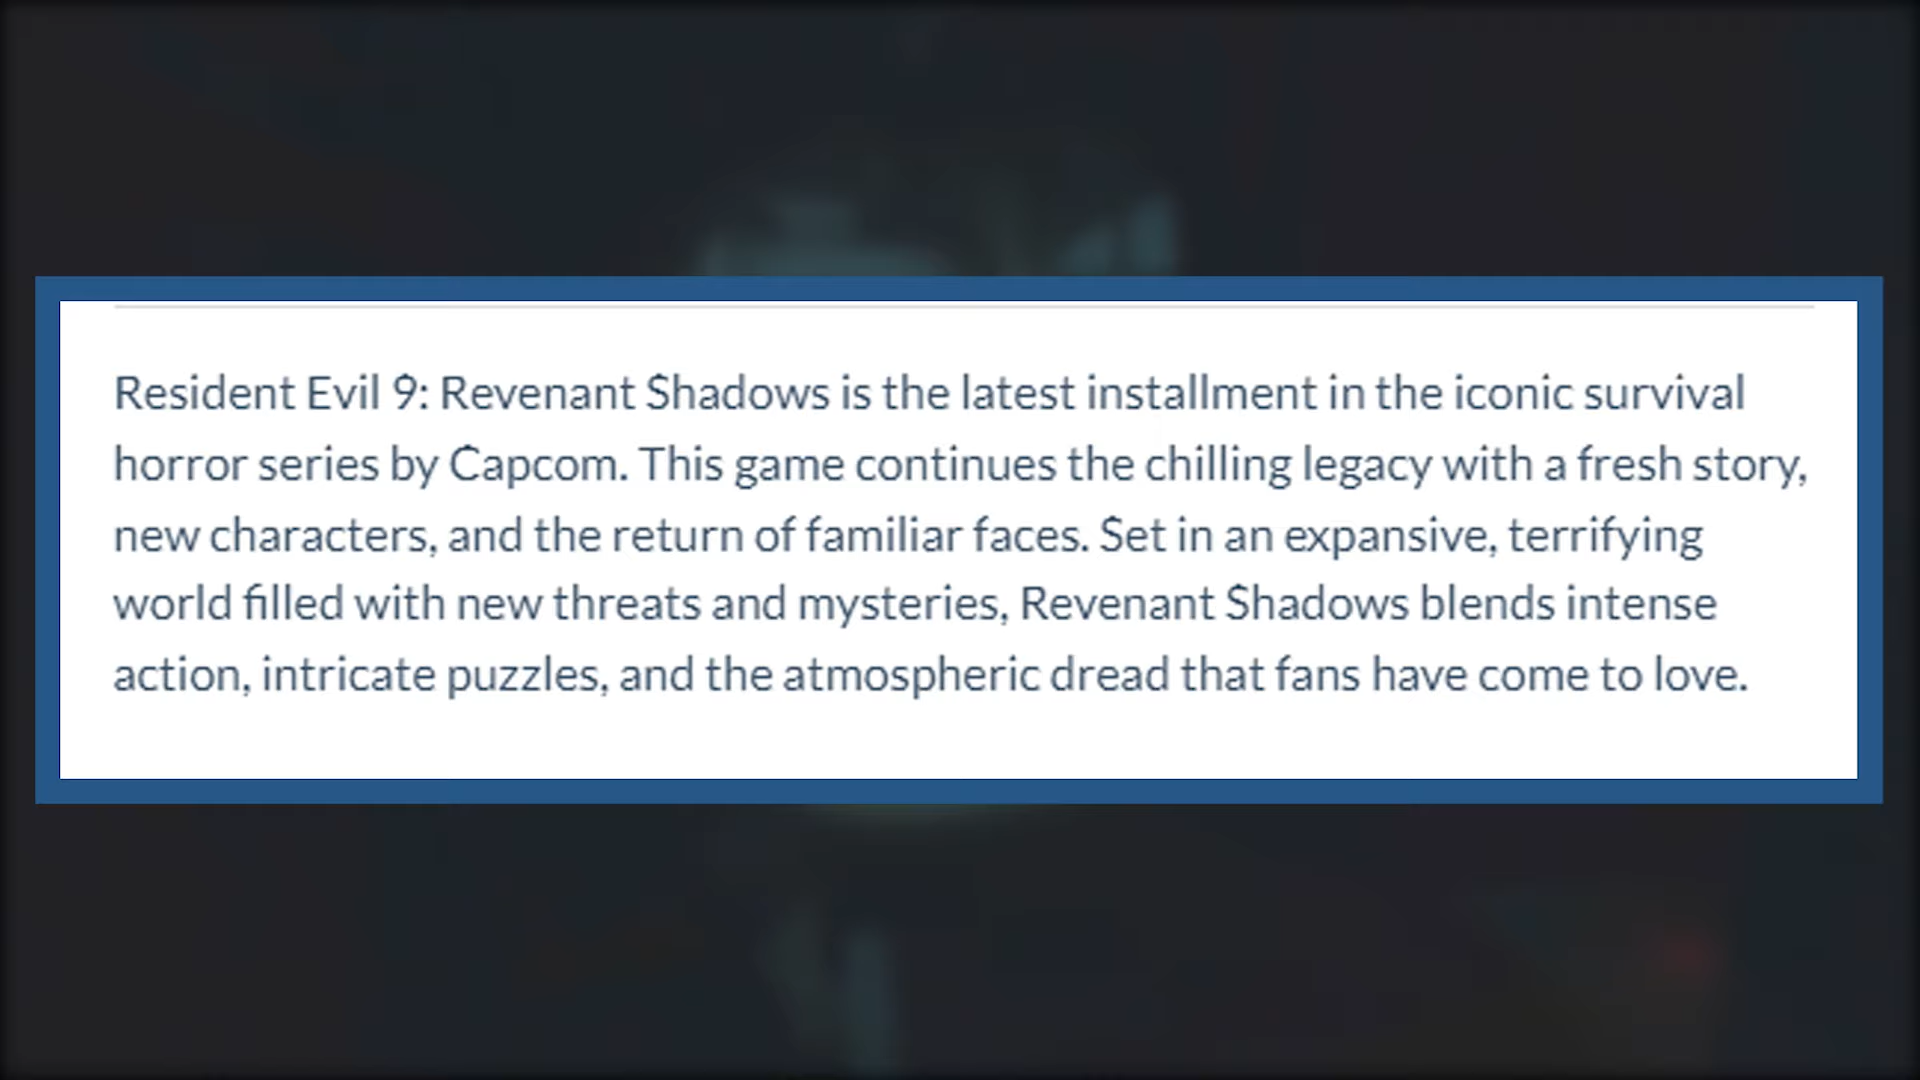 Resident Evil 9: Revenant Shadows is the latest installment in the iconic survival
horror series by Capcom. This game continues the chilling legacy with a fresh story,
new characters, and the return of familiar faces. Set in an expansive, terrifying
world filled with new threats and mysteries, Revenant Shadows blends intense
action, intricate puzzles, and the atmospheric dread that fans have come to love.